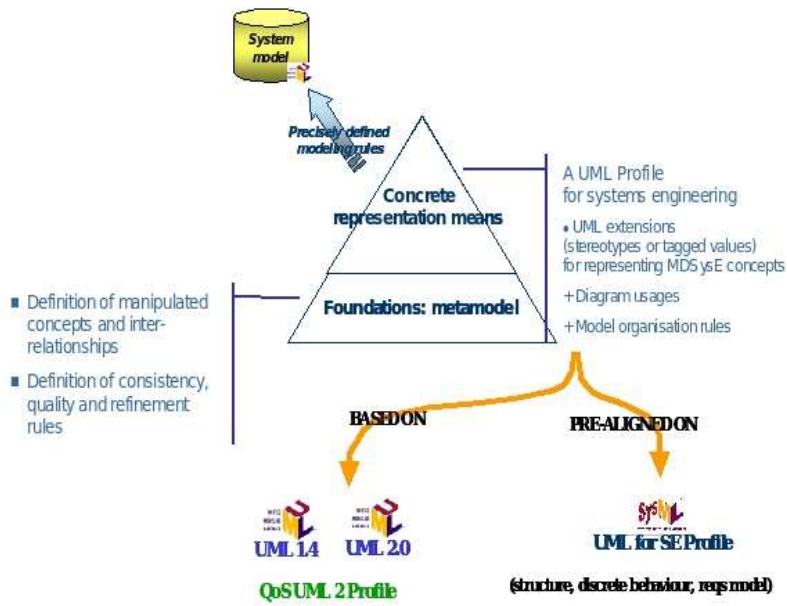 System
model
Precisely defined
modeling rules
Concrete
representation means
Foundations: metamodel
A UML Profile
for systems engineering
• UML extensions
(stereotypes or tagged values)
for representing MDSysE concepts
+ Diagram usages
+ Model organisation rules
■ Definition of manipulated
concepts and inter-
relationships
■ Definition of consistency,
quality and refinement
rules
BASED ON
PRE-ALIGNED ON
UML
UML 1.4
UML
UML 2.0
QoS UML 2 Profile
SysML
UML for SE Profile
(structure, discrete behaviour, reqs model)